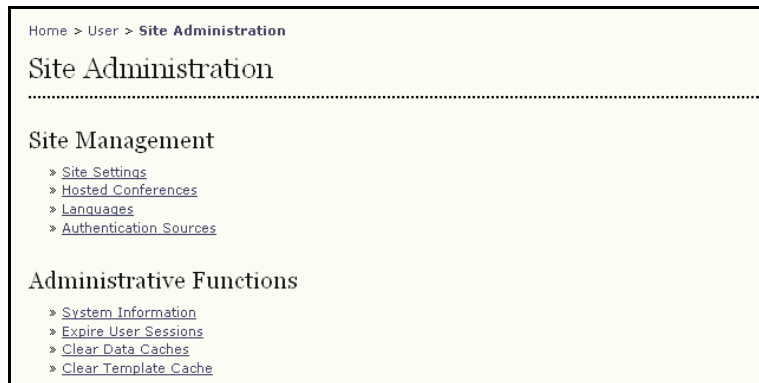 Home > User > Site Administration
Site Administration
Site Management
» Site Settings
» Hosted Conferences
» Languages
» Authentication Sources
Administrative Functions
» System Information
» Expire User Sessions
» Clear Data Caches
» Clear Template Cache